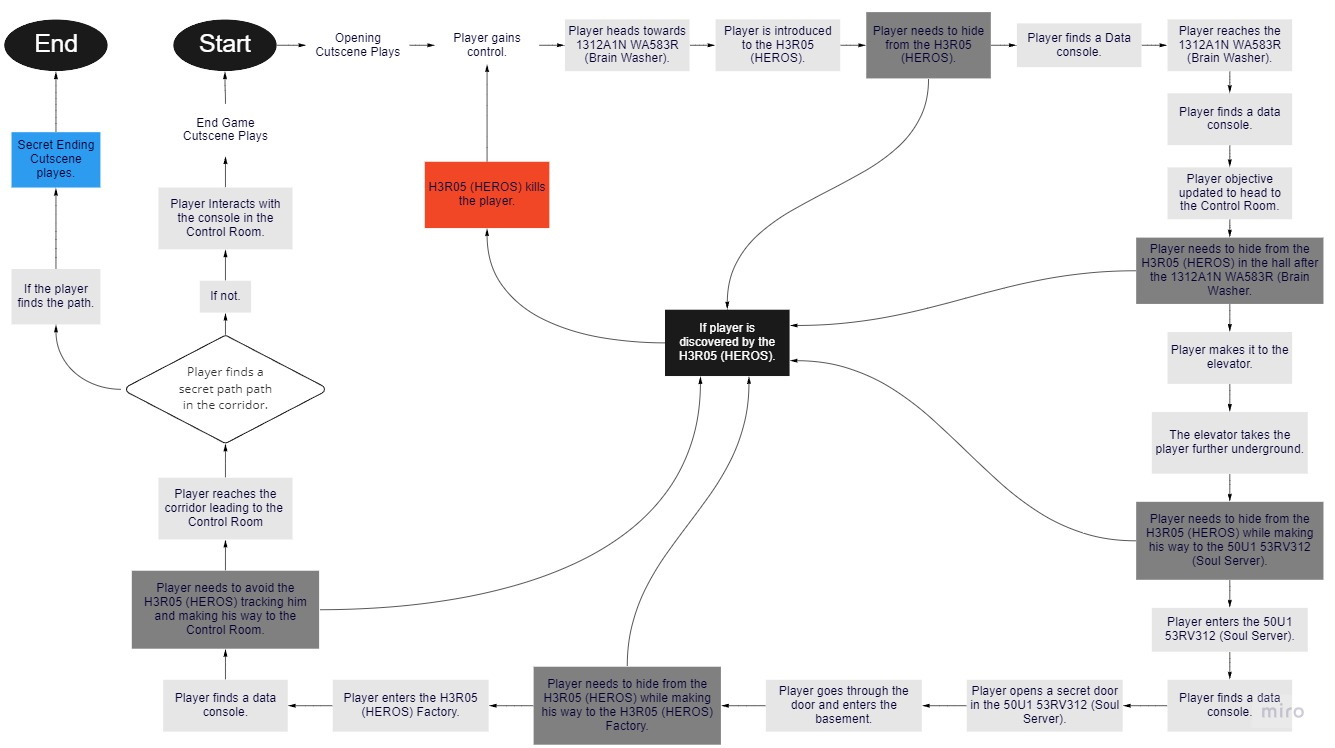 End
Start
Opening
Cutscene Plays
Player gains
control.
Player heads towards
1312A1N WA583R
(Brain Washer).
Player is introduced
to the H3R05
(HEROS).
Player needs to hide
from the H3R05
(HEROS).
Player finds a Data
console.
Player reaches the
1312A1N WA583R
(Brain Washer).
Player finds a data
console.
Player objective
updated to head to
the Control Room.
Player needs to hide from the
H3R05 (HEROS) in the hall after
the 1312A1N WA583R (Brain
Washer.
Player makes it to the
elevator.
The elevator takes the
player further underground.
Player needs to hide from the
H3R05 (HEROS) while making
his way to the 50U1 53RV312
(Soul Server).
Player enters the 50U1
53RV312 (Soul Server).
Player finds a data
console.
Player opens a secret door
in the 50U1 53RV312 (Soul
Server).
Player goes through the
door and enters the
basement.
Player needs to hide from the
H3R05 (HEROS) while making
his way to the H3R05 (HEROS)
Factory.
Player enters the H3R05
(HEROS) Factory.
Player finds a data
console.
Player needs to avoid the
H3R05 (HEROS) tracking him
and making his way to the
Control Room.
Player reaches the
corridor leading to the
Control Room
Player finds a
secret path path
in the corridor.
If not.
Player Interacts with
the console in the
Control Room.
End Game
Cutscene Plays
If the player
finds the path.
Secret Ending
Cutscene
playes.
H3R05 (HEROS) kills
the player.
If player is
discovered by the
H3R05 (HEROS).
miro